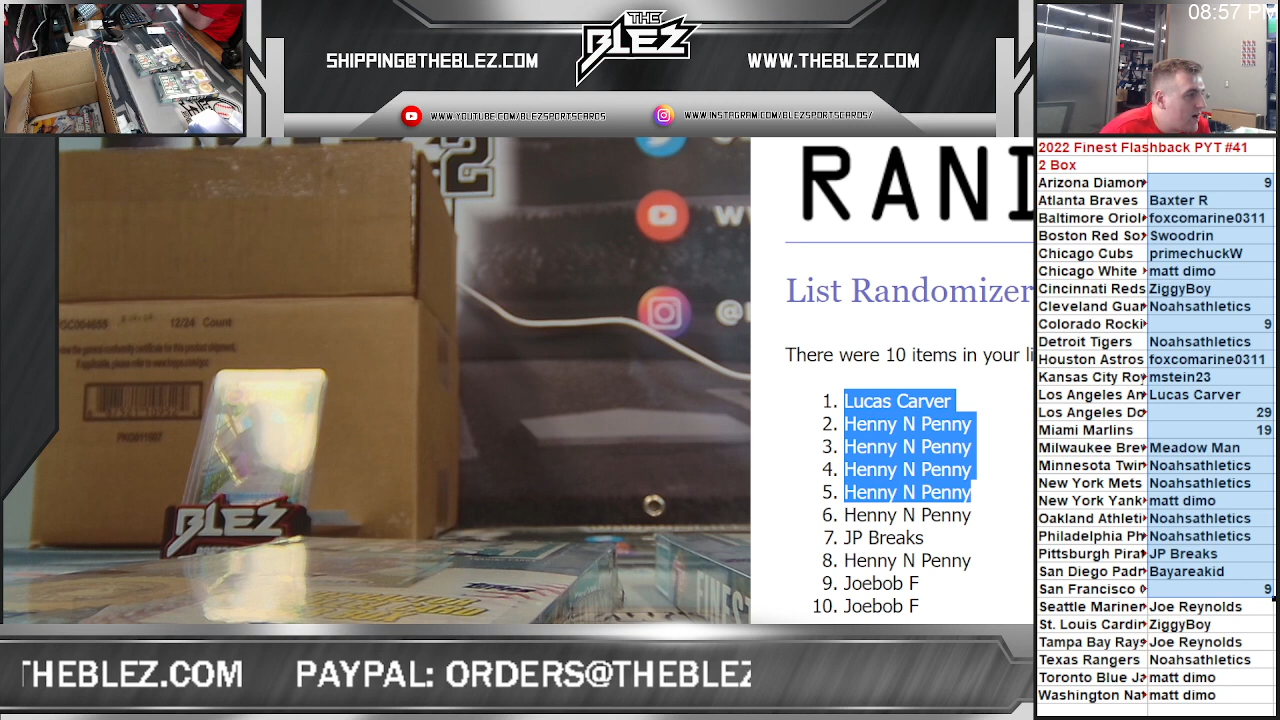 08:57 PM
THE
BLEZ
SHIPPING@THEBLEZ.COM
WWW.THEBLEZ.COM
WWW.YOUTUBE.COM/BLEZSPORTSCARDS
WWW.INSTAGRAM.COM/BLEZSPORTSCARDS/
2
W
@
12/24 Count
BLEZ
topps
FINEST
RAND
List Randomizer
There were 10 items in your li
1. Lucas Carver
2. Henny N Penny
3. Henny N Penny
4. Henny N Penny
5. Henny N Penny
6. Henny N Penny
7. JP Breaks
8. Henny N Penny
9. Joebob F
10. Joebob F
2022 Finest Flashback PYT #41
2 Box
Arizona Diamon 9
Atlanta Braves Baxter R
Baltimore Oriol foxcomarine0311
Boston Red So Swoodrin
Chicago Cubs primechuckW
Chicago White matt dimo
Cincinnati Reds ZiggyBoy
Cleveland Guar Noahsathletics
Colorado Rocki 9
Detroit Tigers Noahsathletics
Houston Astros foxcomarine0311
Kansas City Ro mstein23
Los Angeles An Lucas Carver
Los Angeles Do 29
Miami Marlins 19
Milwaukee Brew Meadow Man
Minnesota Twin Noahsathletics
New York Mets Noahsathletics
New York Yank matt dimo
Oakland Athleti Noahsathletics
Philadelphia Ph Noahsathletics
Pittsburgh Pira JP Breaks
San Diego Padr Bayareakid
San Francisco 9
Seattle Mariner Joe Reynolds
St. Louis Cardin ZiggyBoy
Tampa Bay Rays Joe Reynolds
Texas Rangers Noahsathletics
Toronto Blue Ja matt dimo
Washington Na matt dimo
THEBLEZ.COM PAYPAL: ORDERS@THEBLEZ